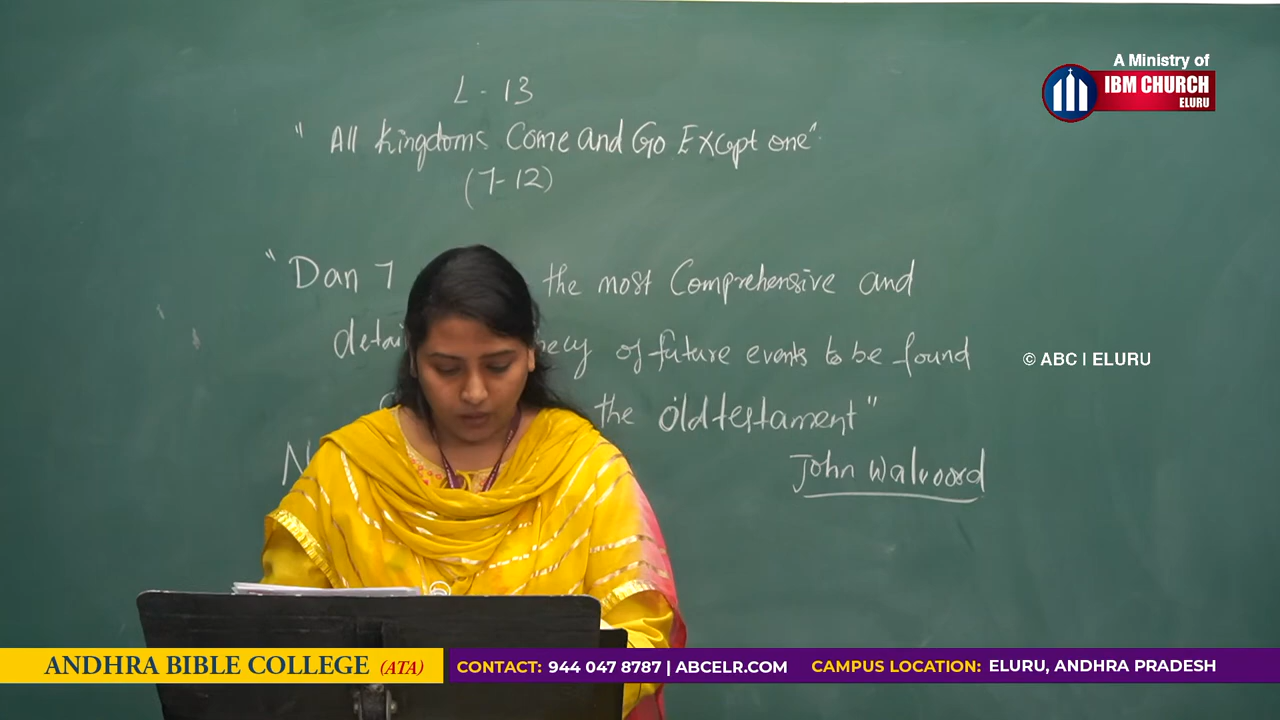 L - 13
" All Kingdoms Come and Go Except one"
(7-12)
" Dan 7 the most Comprehensive and
of future events to be found
the old testament "
John Walvoord
A Ministry of
IBM CHURCH
ELURU
© ABC | ELURU
ANDHRA BIBLE COLLEGE (ATA)
CONTACT: 944 047 8787 | ABCELR.COM CAMPUS LOCATION: ELURU, ANDHRA PRADESH